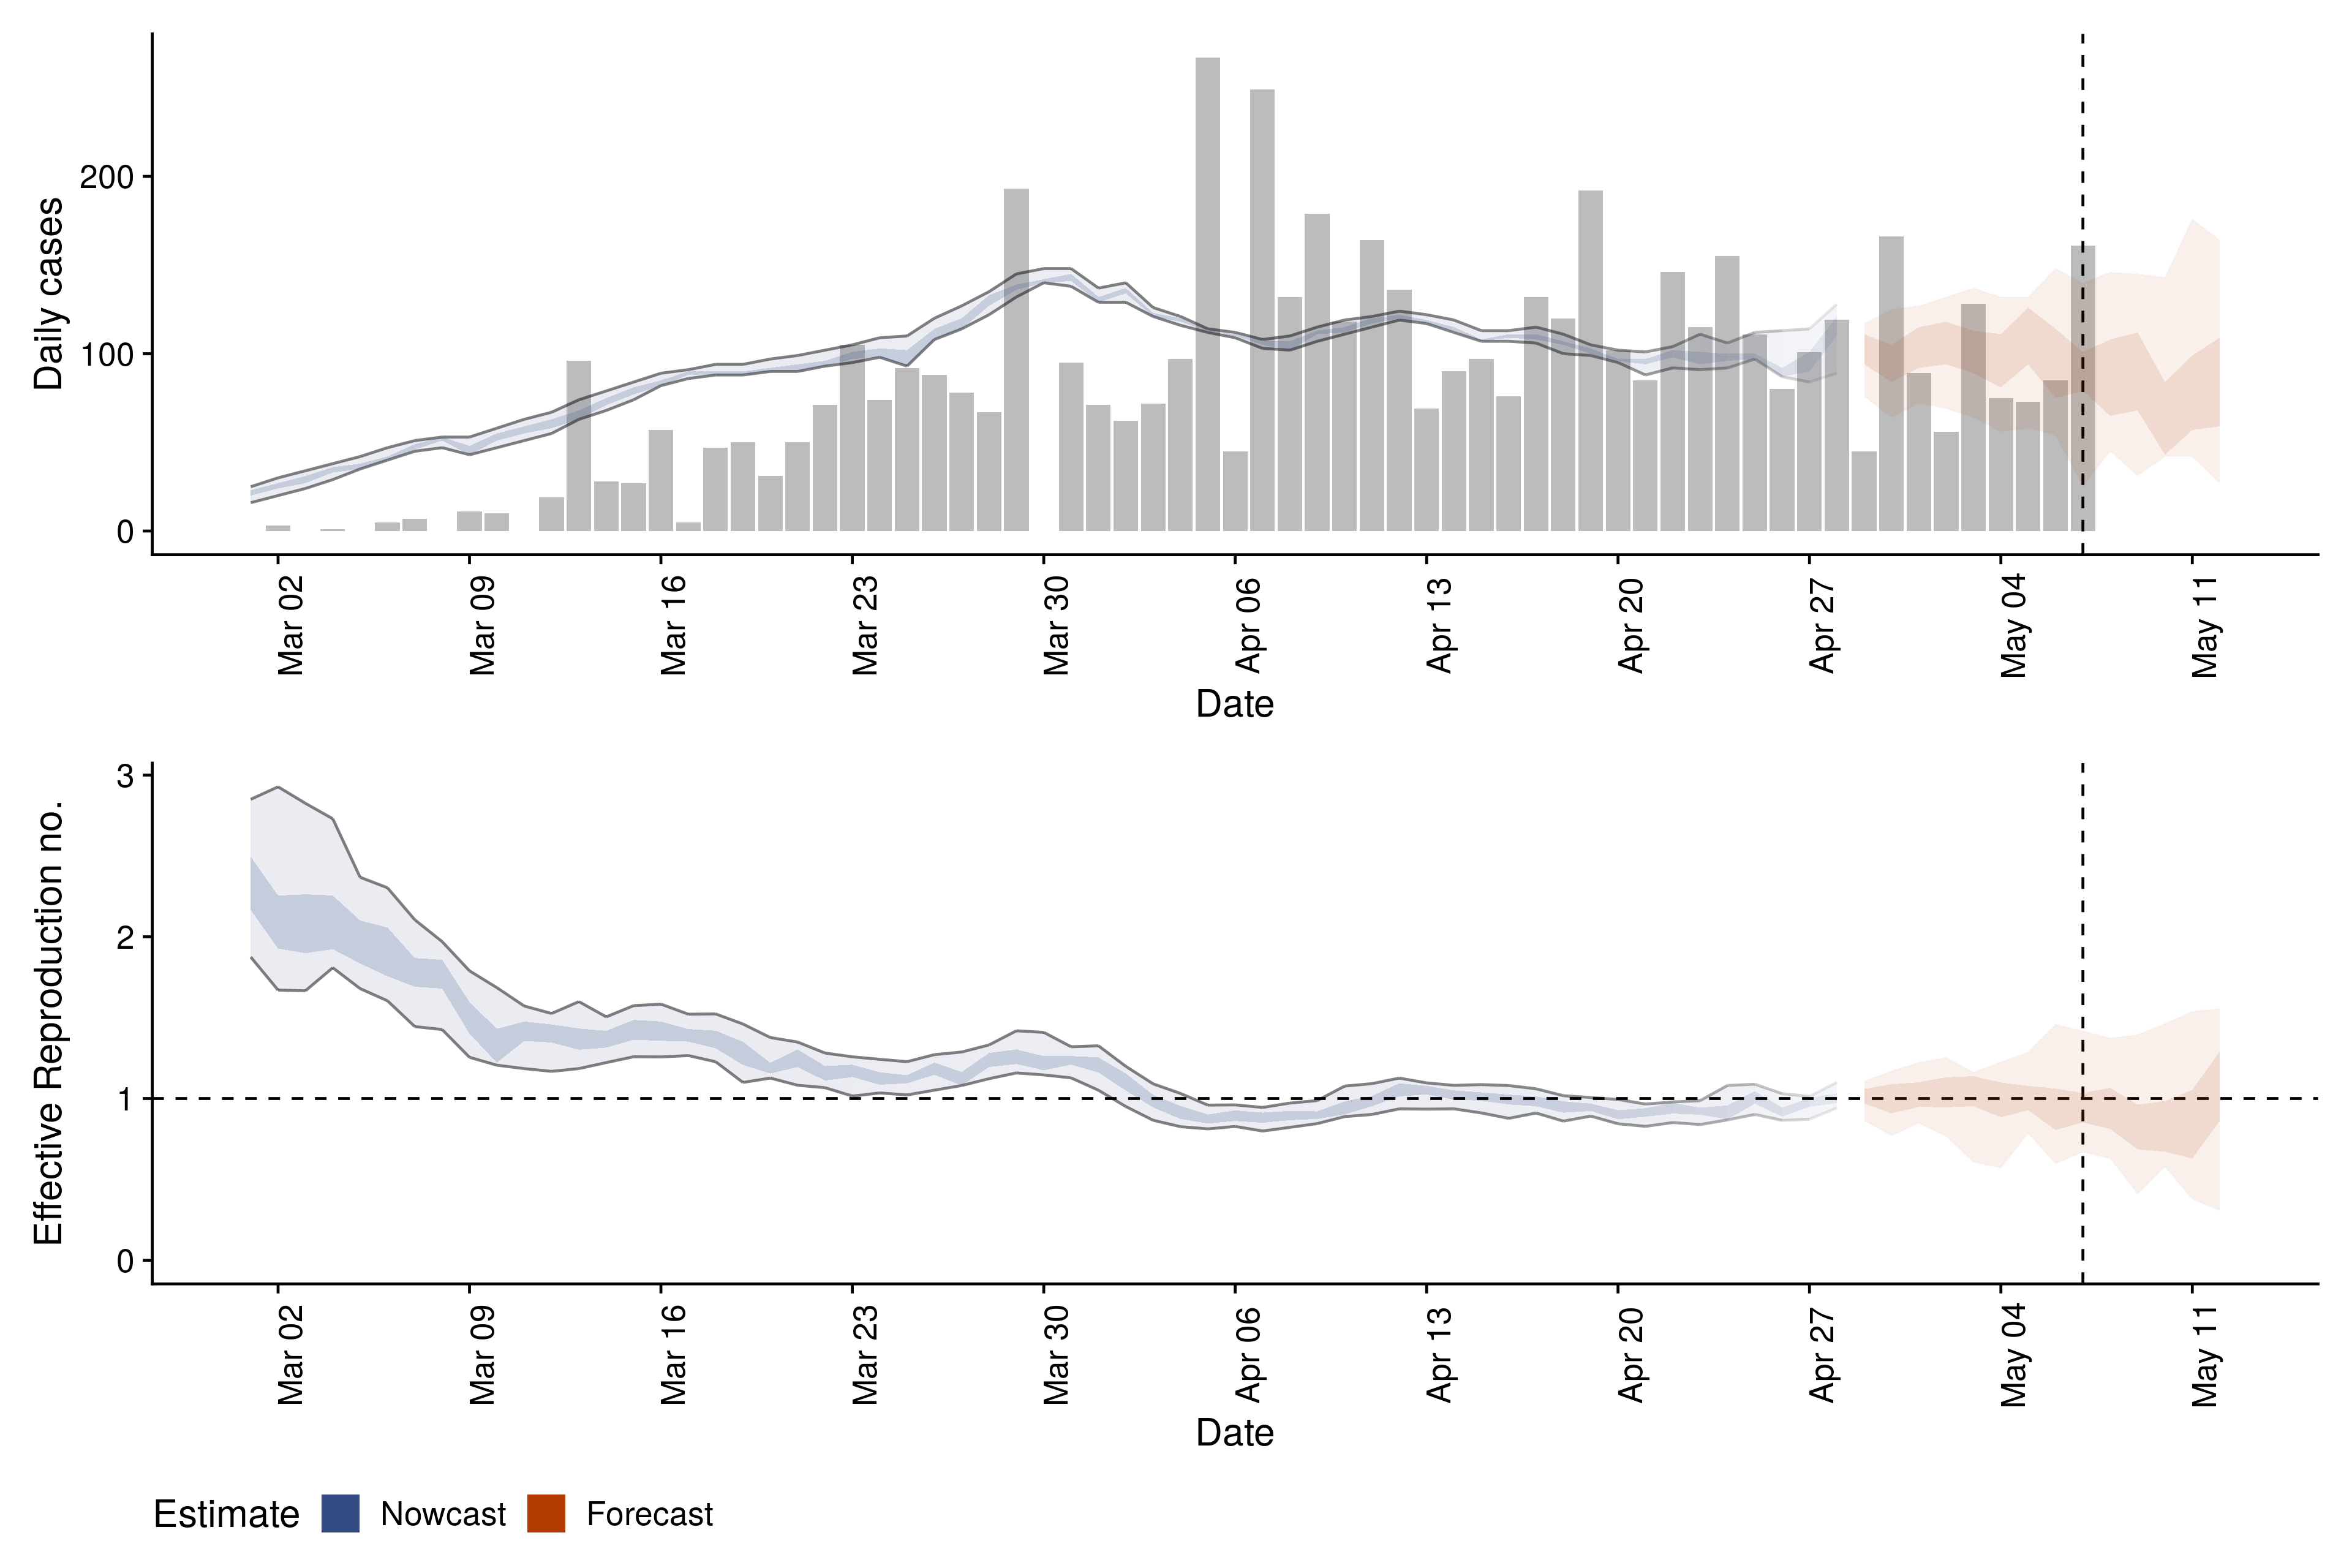 Daily cases
200
100
0
Mar 02
Mar 09
Mar 16
Mar 23
Mar 30
Apr 06
Apr 13
Apr 20
Apr 27
May 04
May 11
Date
Effective Reproduction no.
3
2
1
0
Mar 02
Mar 09
Mar 16
Mar 23
Mar 30
Apr 06
Apr 13
Apr 20
Apr 27
May 04
May 11
Date
Estimate Nowcast Forecast